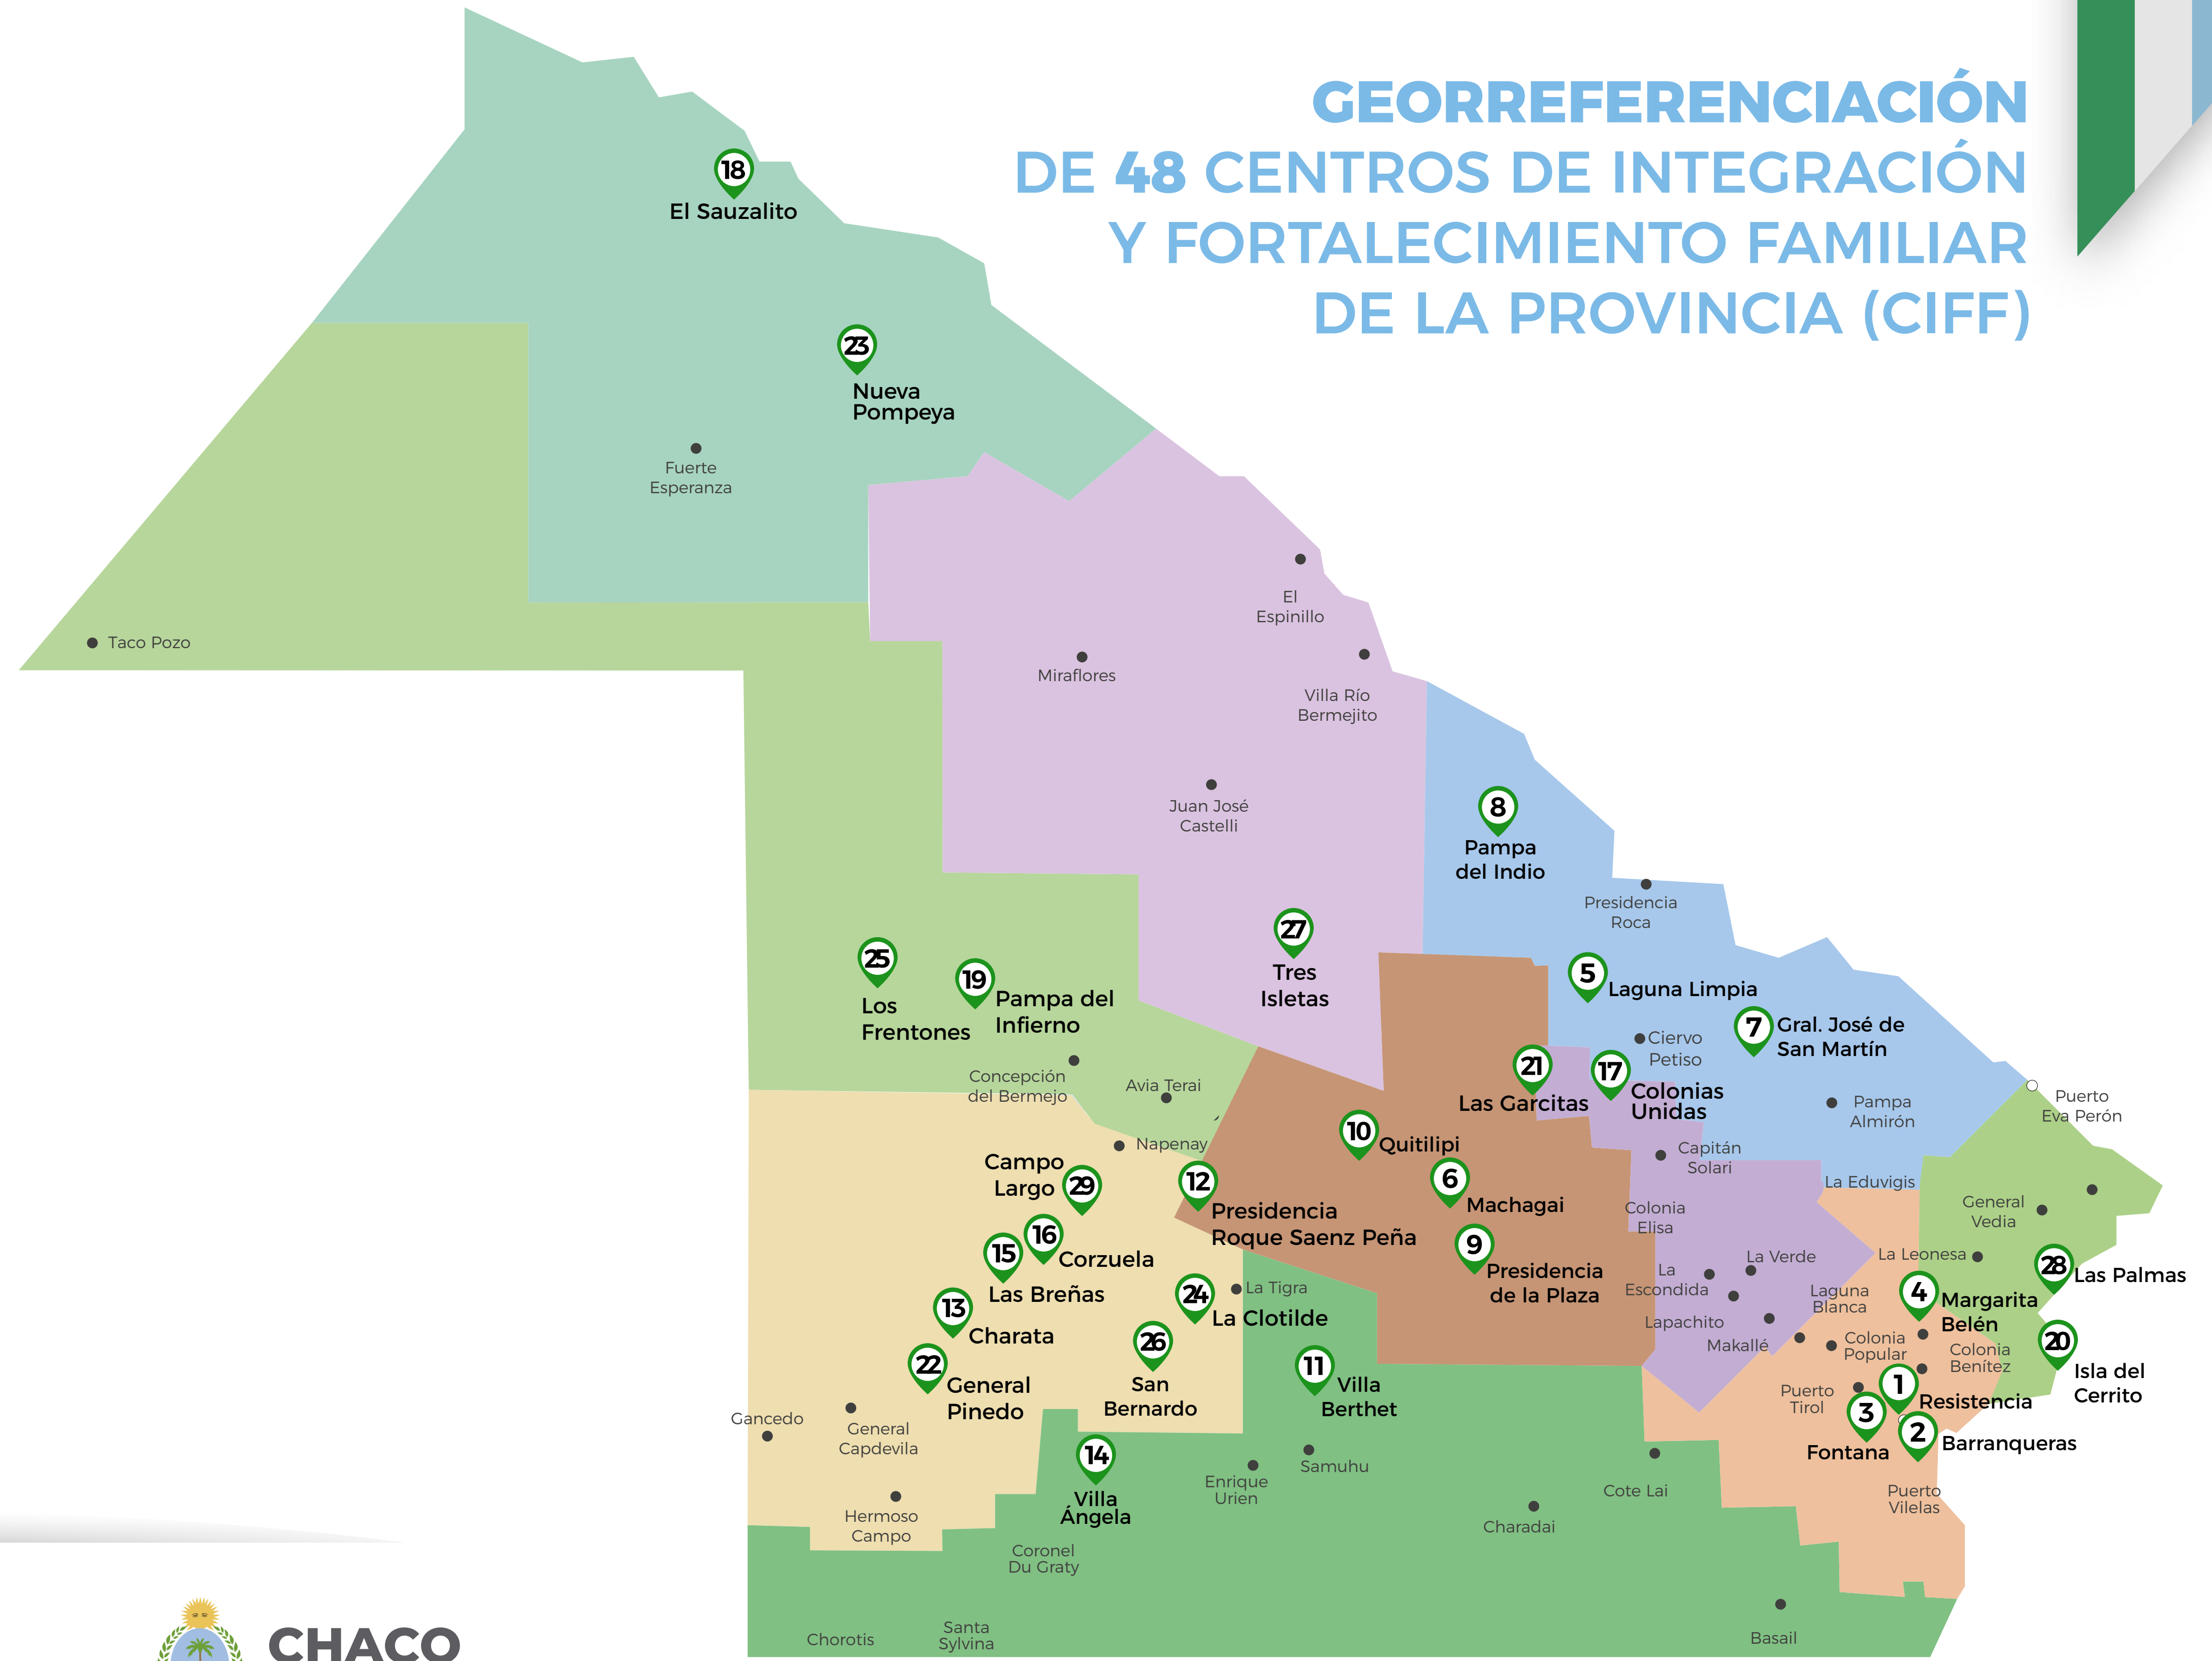 GEORREFERENCIACIÓN
DE 48 CENTROS DE INTEGRACIÓN
Y FORTALECIMIENTO FAMILIAR
DE LA PROVINCIA (CIFF)
18
El Sauzalito
23
Nueva
Pompeya
Fuerte
Esperanza
Taco Pozo
El
Espinillo
Miraflores
Villa Río
Bermejito
Juan José
Castelli
8
Pampa
del Indio
Presidencia
Roca
27
Tres
Isletas
25
Los
Frentones
19
Pampa del
Infierno
5
Laguna Limpia
7
Gral. José de
San Martín
Ciervo
Petiso
21
Las Garcitas
17
Colonias
Unidas
Concepción
del Bermejo
Avia Terai
Napenay
Pampa
Almirón
Puerto
Eva Perón
10
Quitilipi
Capitán
Solari
La Eduvigis
Campo
Largo
29
12
Presidencia
Roque Saenz Peña
6
Machagai
Colonia
Elisa
General
Vedia
16
Corzuela
15
Las Breñas
9
Presidencia
de la Plaza
La Verde
La
Escondida
La Leonesa
28
Las Palmas
13
Charata
24
La Clotilde
La Tigra
Lapachito
Laguna
Blanca
4
Margarita
Belén
26
San
Bernardo
Makallé
Colonia
Popular
Colonia
Benítez
20
Isla del
Cerrito
22
General
Pinedo
11
Villa
Berthet
Puerto
Tirol
1
Resistencia
3
Fontana
2
Barranqueras
Gancedo
General
Capdevila
14
Villa
Ángela
Enrique
Urien
Samuhu
Cote Lai
Puerto
Vilelas
Hermoso
Campo
Charadai
Coronel
Du Graty
Chorotis
Santa
Sylvina
Basail
CHACO